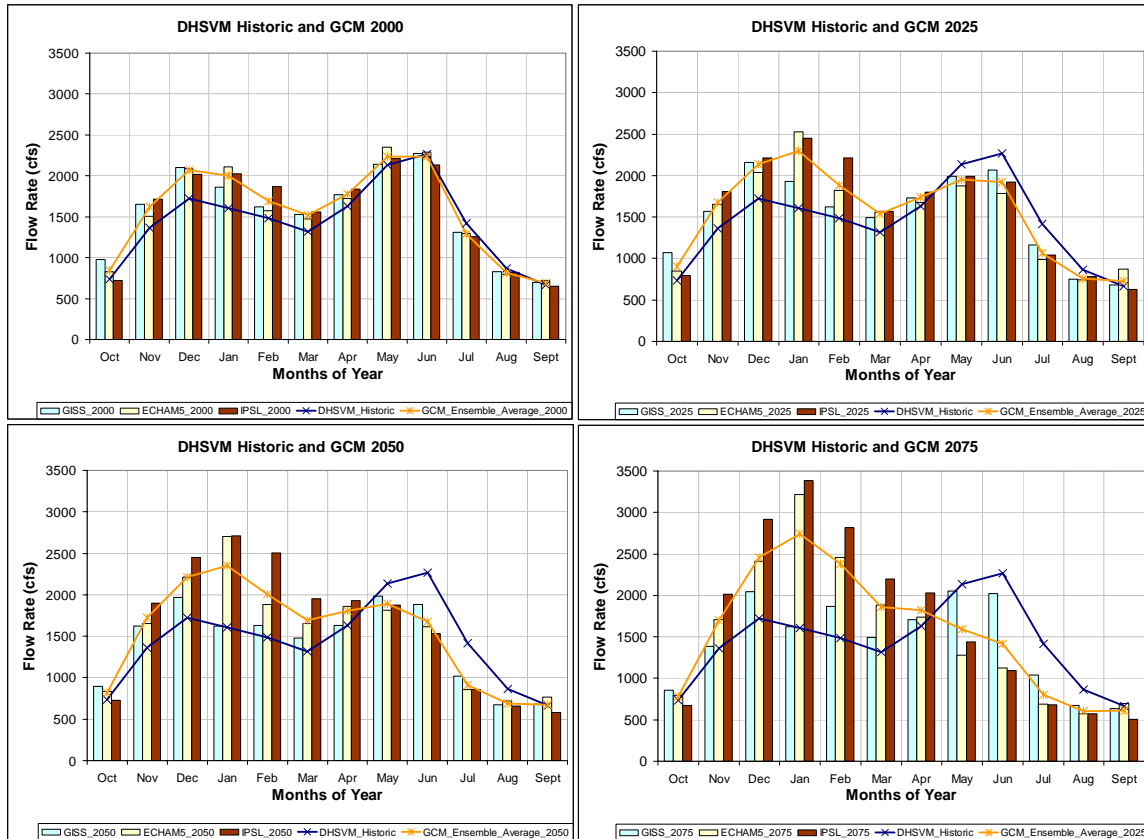 DHSVM Historic and GCM 2000
3500
3000
2500
2000
1500
1000
500
0
Flow Rate (cfs)
Oct Nov Dec Jan Feb Mar Apr May Jun Jul Aug Sept
Months of Year
GISS_2000 ECHAM5_2000 IPSL_2000 DHSVM_Historic GCM_Ensemble_Average_2000
DHSVM Historic and GCM 2025
3500
3000
2500
2000
1500
1000
500
0
Flow Rate (cfs)
Oct Nov Dec Jan Feb Mar Apr May Jun Jul Aug Sept
Months of Year
GISS_2025 ECHAM5_2025 IPSL_2025 DHSVM_Historic GCM_Ensemble_Average_2025
DHSVM Historic and GCM 2050
3500
3000
2500
2000
1500
1000
500
0
Flow Rate (cfs)
Oct Nov Dec Jan Feb Mar Apr May Jun Jul Aug Sept
Months of Year
GISS_2050 ECHAM5_2050 IPSL_2050 DHSVM_Historic GCM_Ensemble_Average_2050
DHSVM Historic and GCM 2075
3500
3000
2500
2000
1500
1000
500
0
Flow Rate (cfs)
Oct Nov Dec Jan Feb Mar Apr May Jun Jul Aug Sept
Months of Year
GISS_2075 ECHAM5_2075 IPSL_2075 DHSVM_Historic GCM_Ensemble_Average_2025